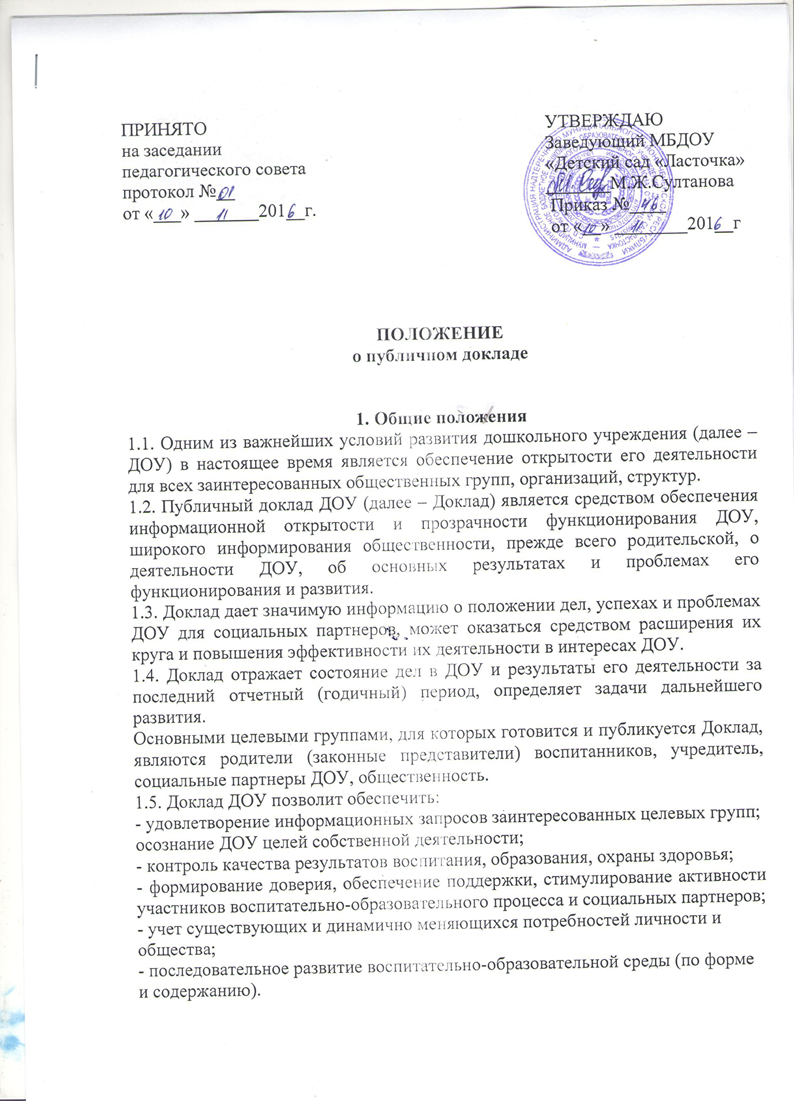 ПРИНЯТО
на заседании
педагогического совета
протокол №01
от «10» 11 2016 г.
УТВЕРЖДАЮ
Заведующий МБДОУ
«Детский сад «Ласточка»
М.Ж.Султанова
Приказ № 46
от «10» 11 2016 г
ПОЛОЖЕНИЕ
о публичном докладе
1. Общие положения
1.1. Одним из важнейших условий развития дошкольного учреждения (далее –
ДОУ) в настоящее время является обеспечение открытости его деятельности
для всех заинтересованных общественных групп, организаций, структур.
1.2. Публичный доклад ДОУ (далее – Доклад) является средством обеспечения
информационной открытости и прозрачности функционирования ДОУ,
широкого информирования общественности, прежде всего родительской, о
деятельности ДОУ, об основных результатах и проблемах его
функционирования и развития.
1.3. Доклад дает значимую информацию о положении дел, успехах и проблемах
ДОУ для социальных партнеров, может оказаться средством расширения их
круга и повышения эффективности их деятельности в интересах ДОУ.
1.4. Доклад отражает состояние дел в ДОУ и результаты его деятельности за
последний отчетный (годичный) период, определяет задачи дальнейшего
развития.
Основными целевыми группами, для которых готовится и публикуется Доклад,
являются родители (законные представители) воспитанников, учредитель,
социальные партнеры ДОУ, общественность.
1.5. Доклад ДОУ позволит обеспечить:
- удовлетворение информационных запросов заинтересованных целевых групп;
осознание ДОУ целей собственной деятельности;
- контроль качества результатов воспитания, образования, охраны здоровья;
- формирование доверия, обеспечение поддержки, стимулирование активности
участников воспитательно-образовательного процесса и социальных партнеров;
- учет существующих и динамично меняющихся потребностей личности и
общества;
- последовательное развитие воспитательно-образовательной среды (по форме
и содержанию).